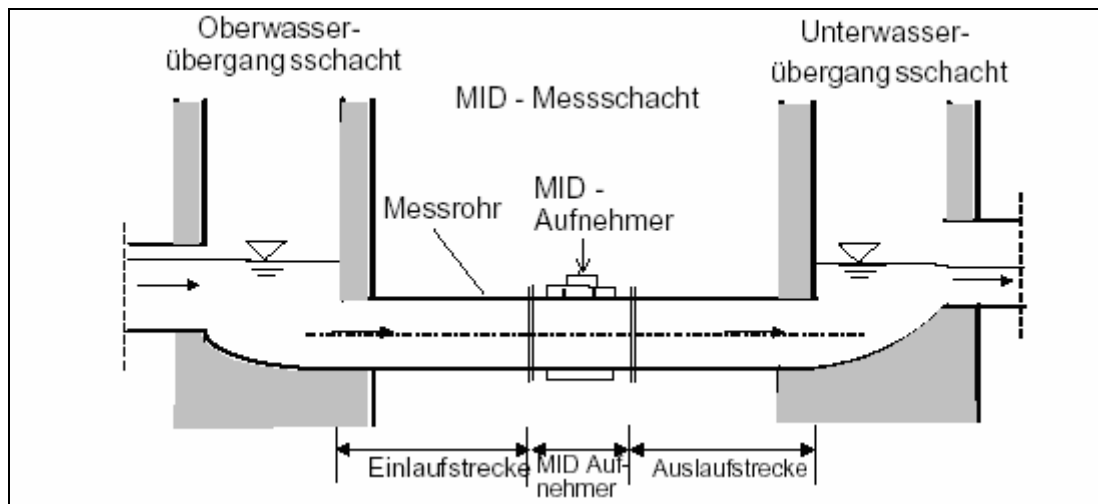 Oberwasser-
übergangsschacht
Unterwasser-
übergangsschacht
MID - Messschacht
MID -
Aufnehmer
Messrohr
Einlaufstrecke
MID Auf-
nehmer
Auslaufstrecke